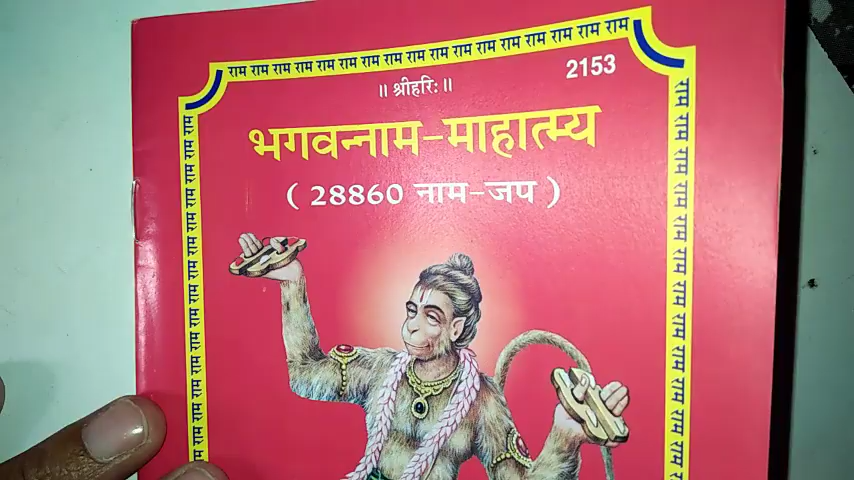 राम राम राम राम राम राम राम राम राम राम राम राम राम राम राम राम राम राम
॥ श्रीहरि: ॥
2153
भगवन्नाम-माहात्म्य
( 28860 नाम-जप )
राम राम राम राम राम राम राम राम राम राम राम राम
राम राम राम राम राम राम राम राम राम राम राम राम